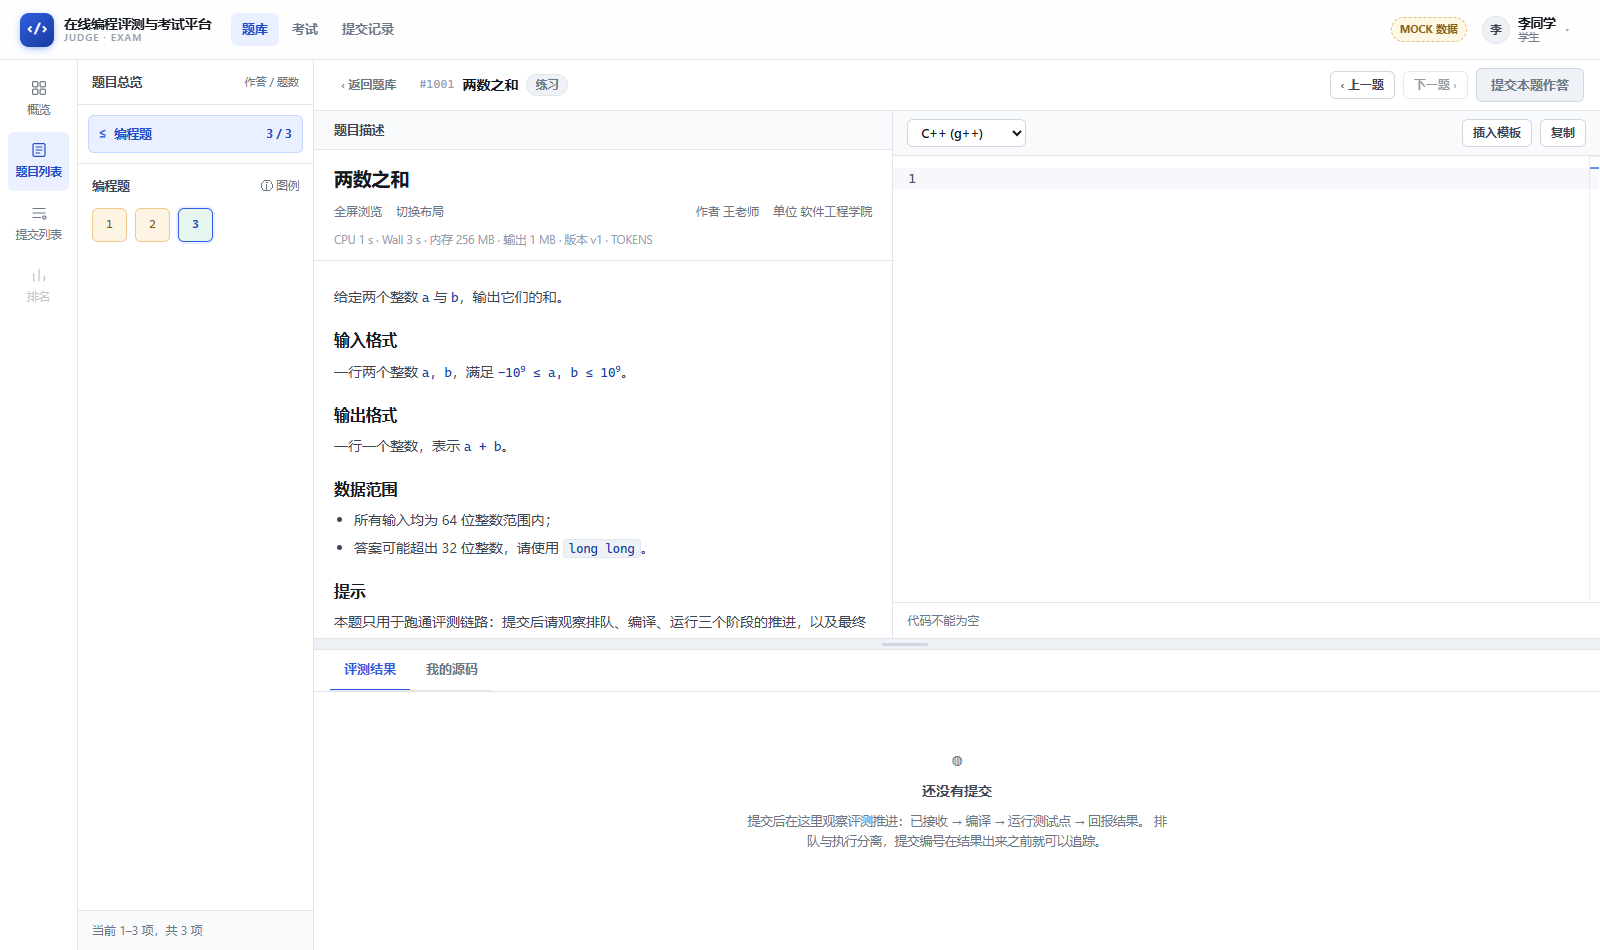 </>
在线编程评测与考试平台
JUDGE · EXAM
题库
考试
提交记录
MOCK 数据
李
李同学
学生
概览
题目列表
提交列表
排名
题目总览
作答 / 题数
≤ 编程题
3 / 3
编程题
图例
1
2
3
当前 1–3 项，共 3 项
‹ 返回题库
#1001
两数之和
练习
‹ 上一题
下一题 ›
提交本题作答
题目描述
两数之和
全屏浏览
切换布局
作者 王老师
单位 软件工程学院
CPU 1 s · Wall 3 s · 内存 256 MB · 输出 1 MB · 版本 v1 · TOKENS
给定两个整数 a 与 b，输出它们的和。
输入格式
一行两个整数 a，b，满足 −10⁹ ≤ a，b ≤ 10⁹。
输出格式
一行一个整数，表示 a + b。
数据范围
• 所有输入均为 64 位整数范围内；
• 答案可能超出 32 位整数，请使用 long long。
提示
本题只用于跑通评测链路：提交后请观察排队、编译、运行三个阶段的推进，以及最终
C++ (g++)
插入模板
复制
1
代码不能为空
评测结果
我的源码
还没有提交
提交后在这里观察评测推进：已接收 → 编译 → 运行测试点 → 回报结果。 排
队与执行分离，提交编号在结果出来之前就可以追踪。